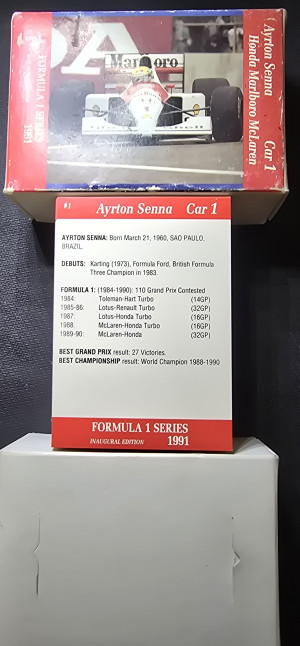 Ayrton Senna Car 1
Honda Marlboro McLaren
Marlboro
FORMULA 1 SERIES
1991
#1 Ayrton Senna Car 1
AYRTON SENNA: Born March 21, 1960, SAO PAULO,
BRAZIL.
DEBUTS: Karting (1973), Formula Ford, British Formula
Three Champion in 1983.
FORMULA 1: (1984-1990): 110 Grand Prix Contested
1984: Toleman-Hart Turbo (14GP)
1985-86: Lotus-Renault Turbo (32GP)
1987: Lotus-Honda Turbo (16GP)
1988: McLaren-Honda Turbo (16GP)
1989-90: McLaren-Honda (32GP)
BEST GRAND PRIX result: 27 Victories.
BEST CHAMPIONSHIP result: World Champion 1988-1990
FORMULA 1 SERIES
INAUGURAL EDITION 1991